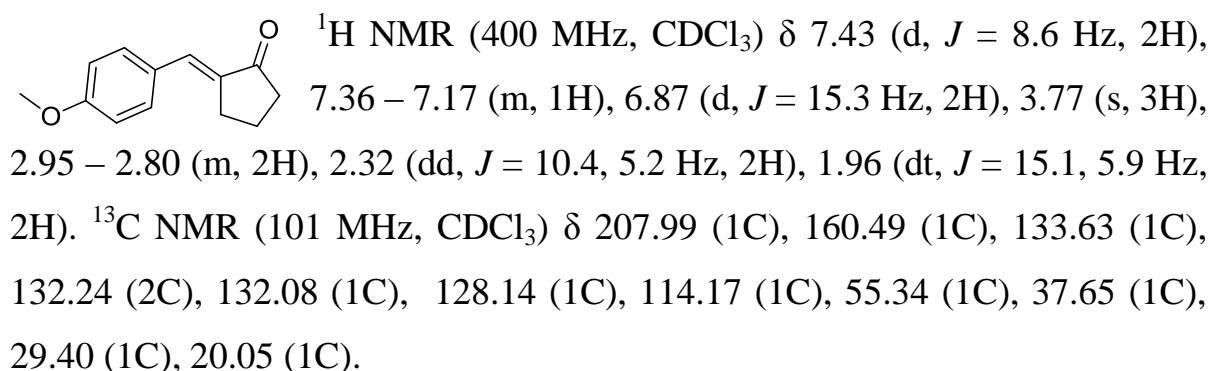 O
O
¹H NMR (400 MHz, CDCl₃) δ 7.43 (d, J = 8.6 Hz, 2H),
7.36 – 7.17 (m, 1H), 6.87 (d, J = 15.3 Hz, 2H), 3.77 (s, 3H),
2.95 – 2.80 (m, 2H), 2.32 (dd, J = 10.4, 5.2 Hz, 2H), 1.96 (dt, J = 15.1, 5.9 Hz,
2H). ¹³C NMR (101 MHz, CDCl₃) δ 207.99 (1C), 160.49 (1C), 133.63 (1C),
132.24 (2C), 132.08 (1C), 128.14 (1C), 114.17 (1C), 55.34 (1C), 37.65 (1C),
29.40 (1C), 20.05 (1C).